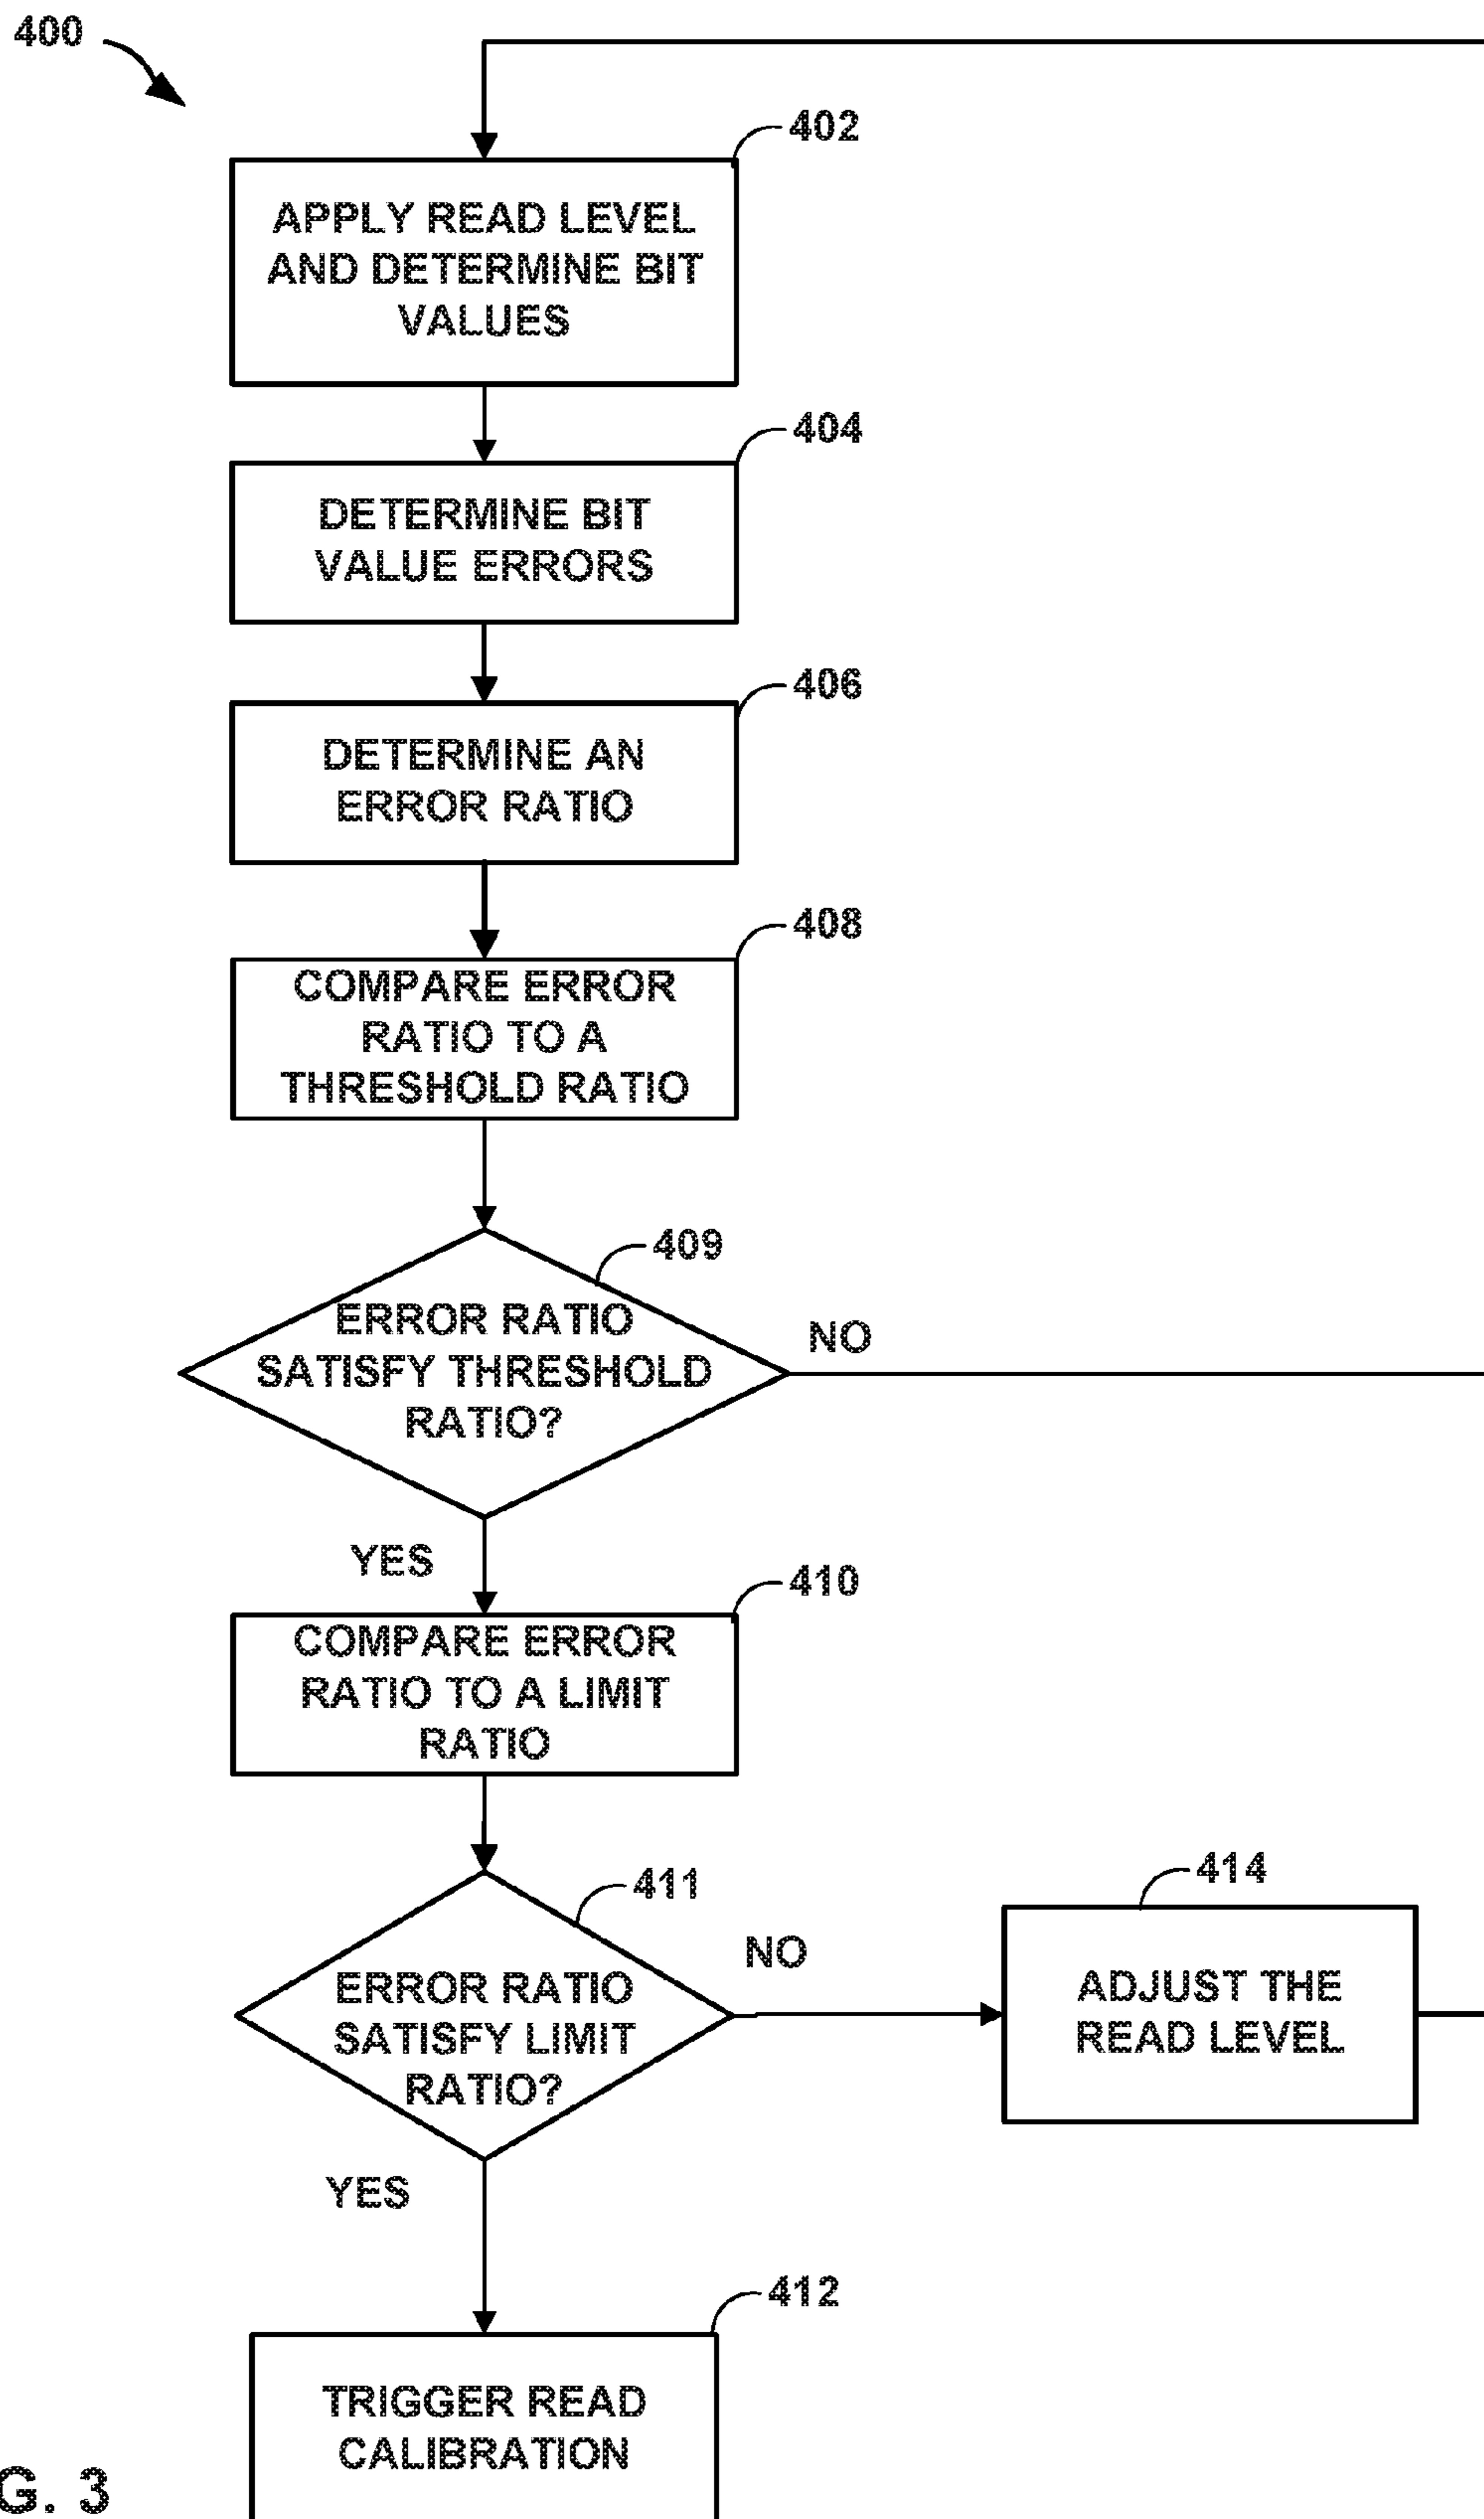 400
402
APPLY READ LEVEL
AND DETERMINE BIT
VALUES
404
DETERMINE BIT
VALUE ERRORS
406
DETERMINE AN
ERROR RATIO
408
COMPARE ERROR
RATIO TO A
THRESHOLD RATIO
409
ERROR RATIO
SATISFY THRESHOLD
RATIO?
NO
YES
410
COMPARE ERROR
RATIO TO A LIMIT
RATIO
411
ERROR RATIO
SATISFY LIMIT
RATIO?
NO
414
ADJUST THE
READ LEVEL
YES
412
TRIGGER READ
CALIBRATION
G. 3